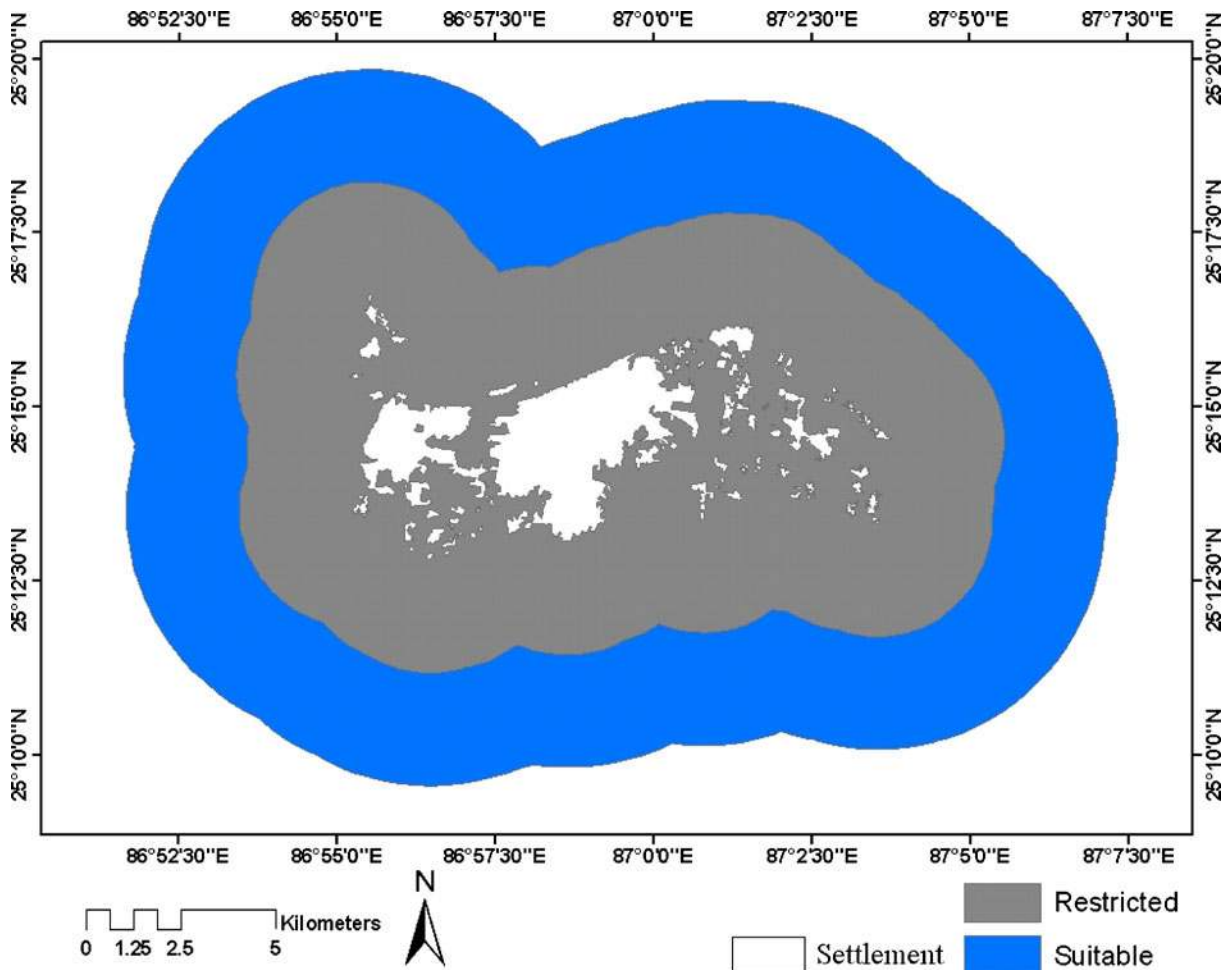 86°52'30"E 86°55'0"E 86°57'30"E 87°0'0"E 87°2'30"E 87°5'0"E 87°7'30"E
25°20'0"N 25°20'0"N
25°17'30"N 25°17'30"N
25°15'0"N 25°15'0"N
25°12'30"N 25°12'30"N
25°10'0"N 25°10'0"N
86°52'30"E 86°55'0"E 86°57'30"E 87°0'0"E 87°2'30"E 87°5'0"E 87°7'30"E
N
Kilometers
0 1.25 2.5 5
Restricted
Settlement
Suitable